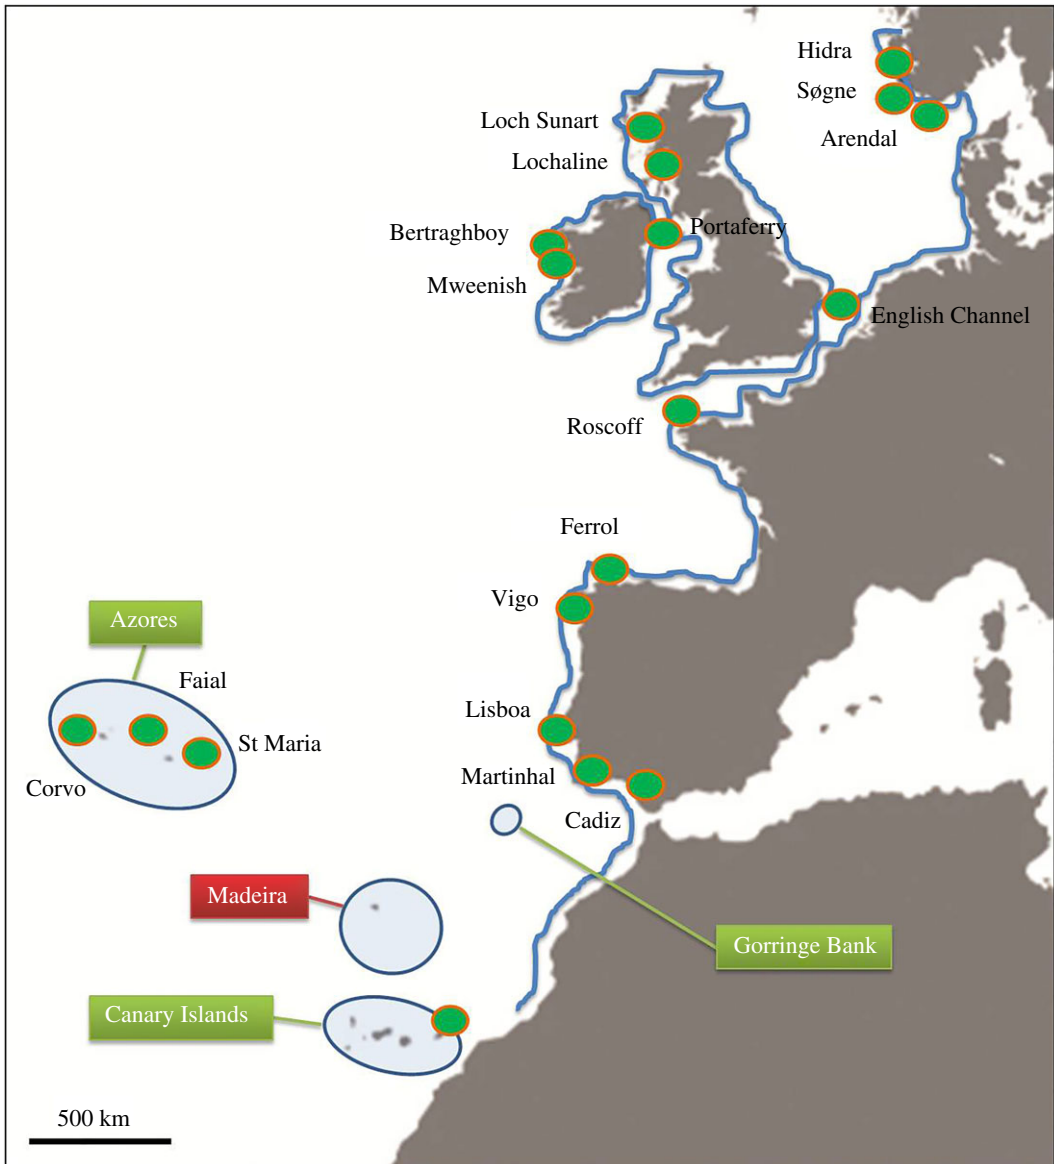 Hidra
Søgne
Arendal
Loch Sunart
Lochaline
Bertraghboy
Portaferry
Mweenish
English Channel
Roscoff
Ferrol
Vigo
Azores
Faial
Lisboa
St Maria
Martinhal
Corvo
Cadiz
Madeira
Gorringe Bank
Canary Islands
500 km